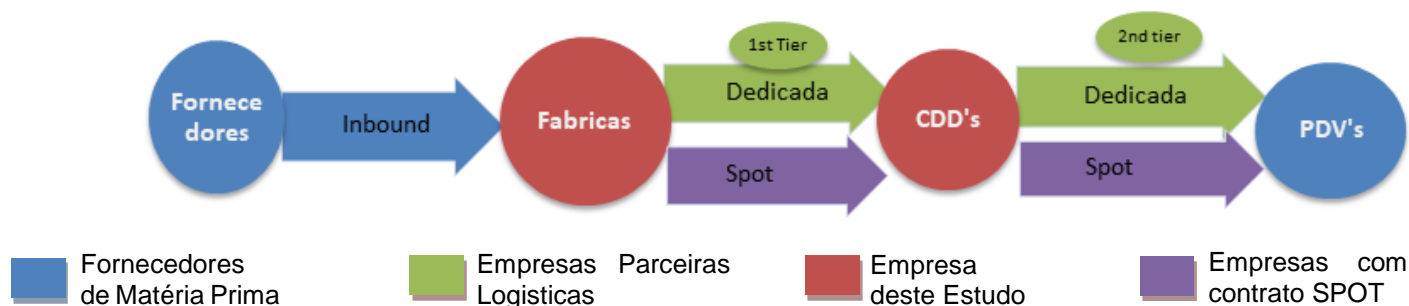 1st Tier
2nd tier
Fornece
dores
Inbound
Fabricas
Dedicada
Spot
CDD's
Dedicada
Spot
PDV's
Fornecedores
de Matéria Prima
Empresas Parceiras
Logisticas
Empresa
deste Estudo
Empresas com
contrato SPOT